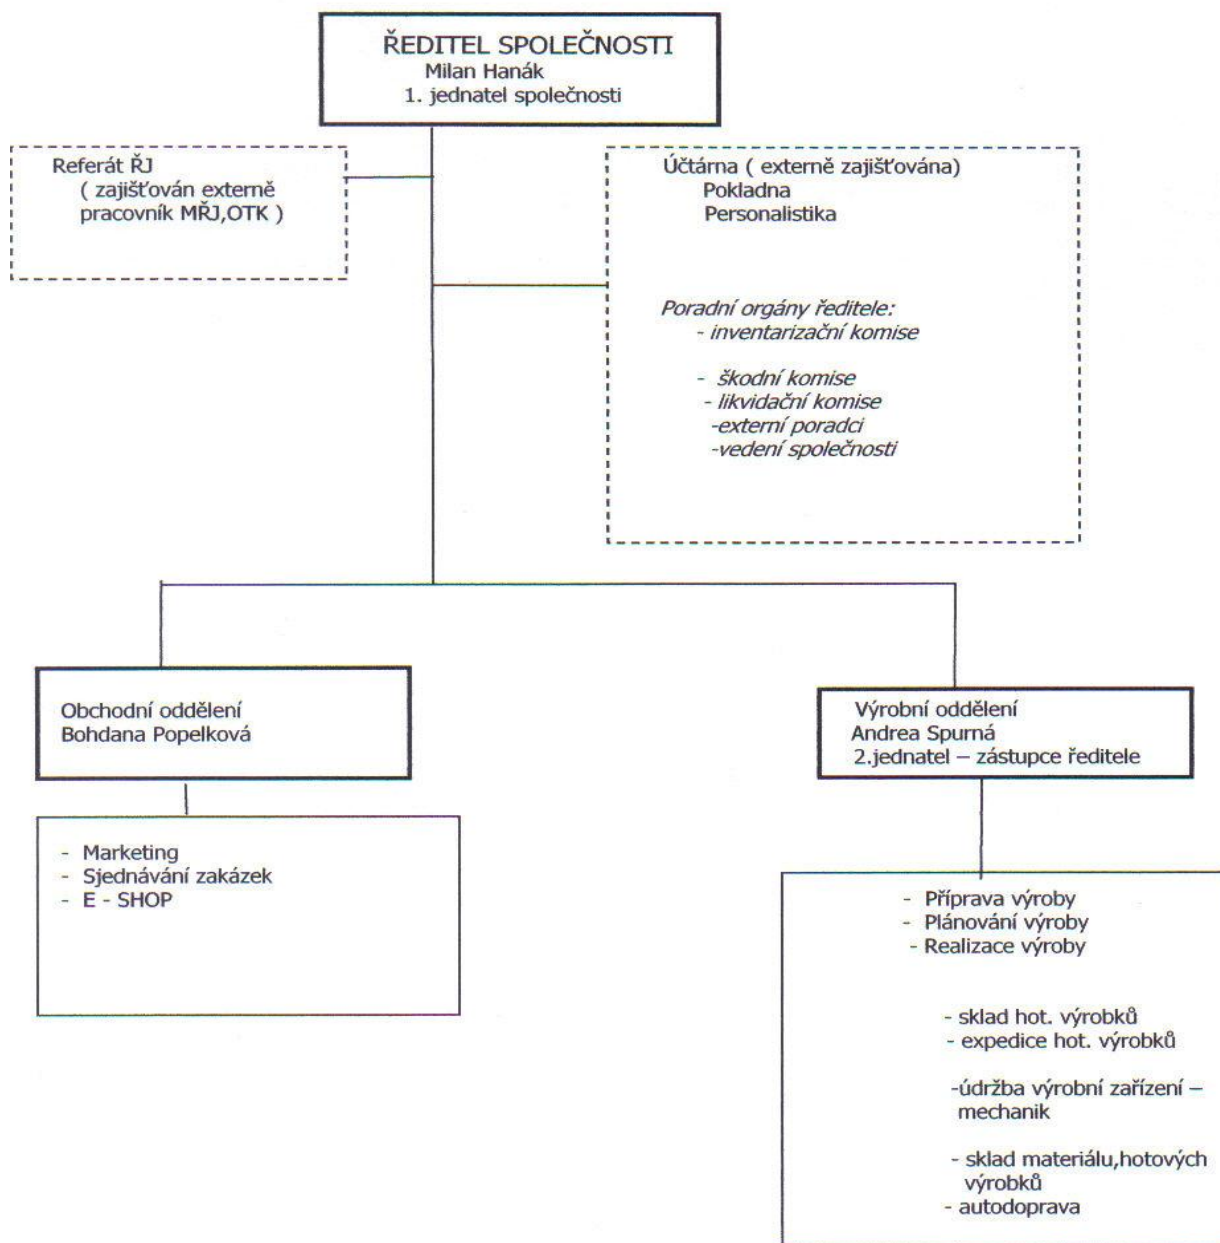 ŘEDITEL SPOLEČNOSTI
Milan Hanák
1. jednatel společnosti
Referát ŘJ
( zajišťován externě
pracovník MŘJ,OTK )
Účtárna ( externě zajišťována)
Pokladna
Personalistika
Poradní orgány ředitele:
- inventarizační komise
- škodní komise
- likvidační komise
-externí poradci
-vedení společnosti
Obchodní oddělení
Bohdana Popelková
Výrobní oddělení
Andrea Spurná
2.jednatel – zástupce ředitele
- Marketing
- Sjednávání zakázek
- E - SHOP
- Příprava výroby
- Plánování výroby
- Realizace výroby
- sklad hot. výrobků
- expedice hot. výrobků
-údržba výrobní zařízení –
mechanik
- sklad materiálu,hotových
výrobků
- autodoprava